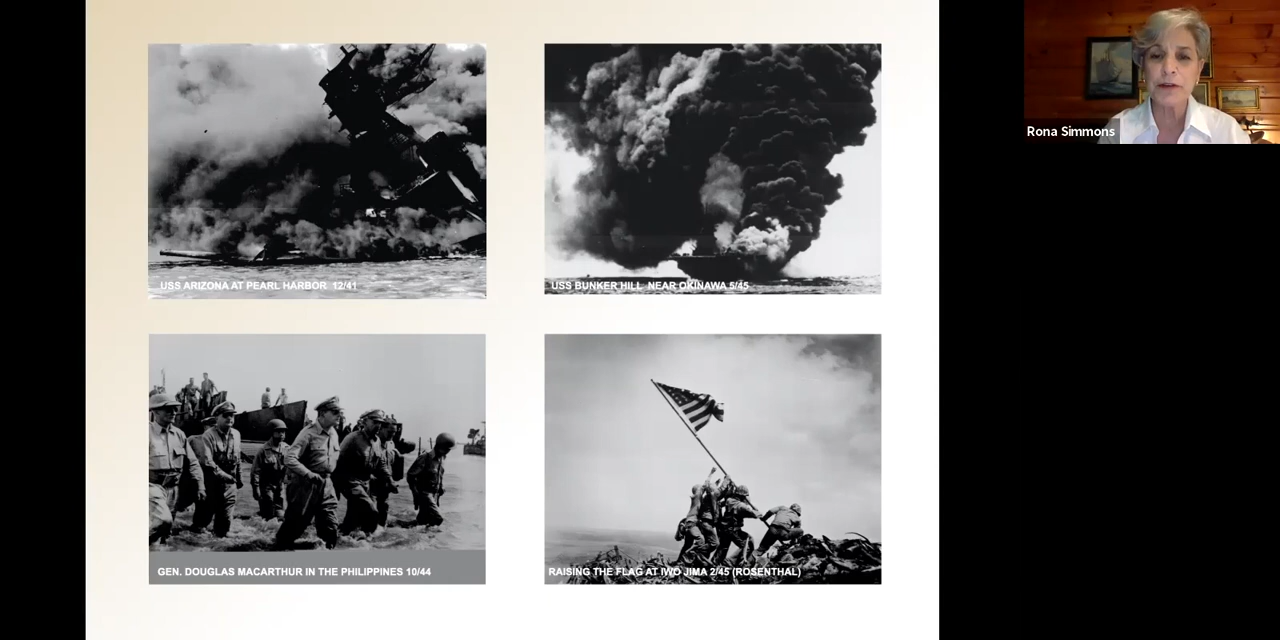 USS ARIZONA AT PEARL HARBOR 12/41
USS BUNKER HILL NEAR OKINAWA 5/45
GEN. DOUGLAS MACARTHUR IN THE PHILIPPINES 10/44
RAISING THE FLAG AT IWO JIMA 2/45 (ROSENTHAL)
Rona Simmons